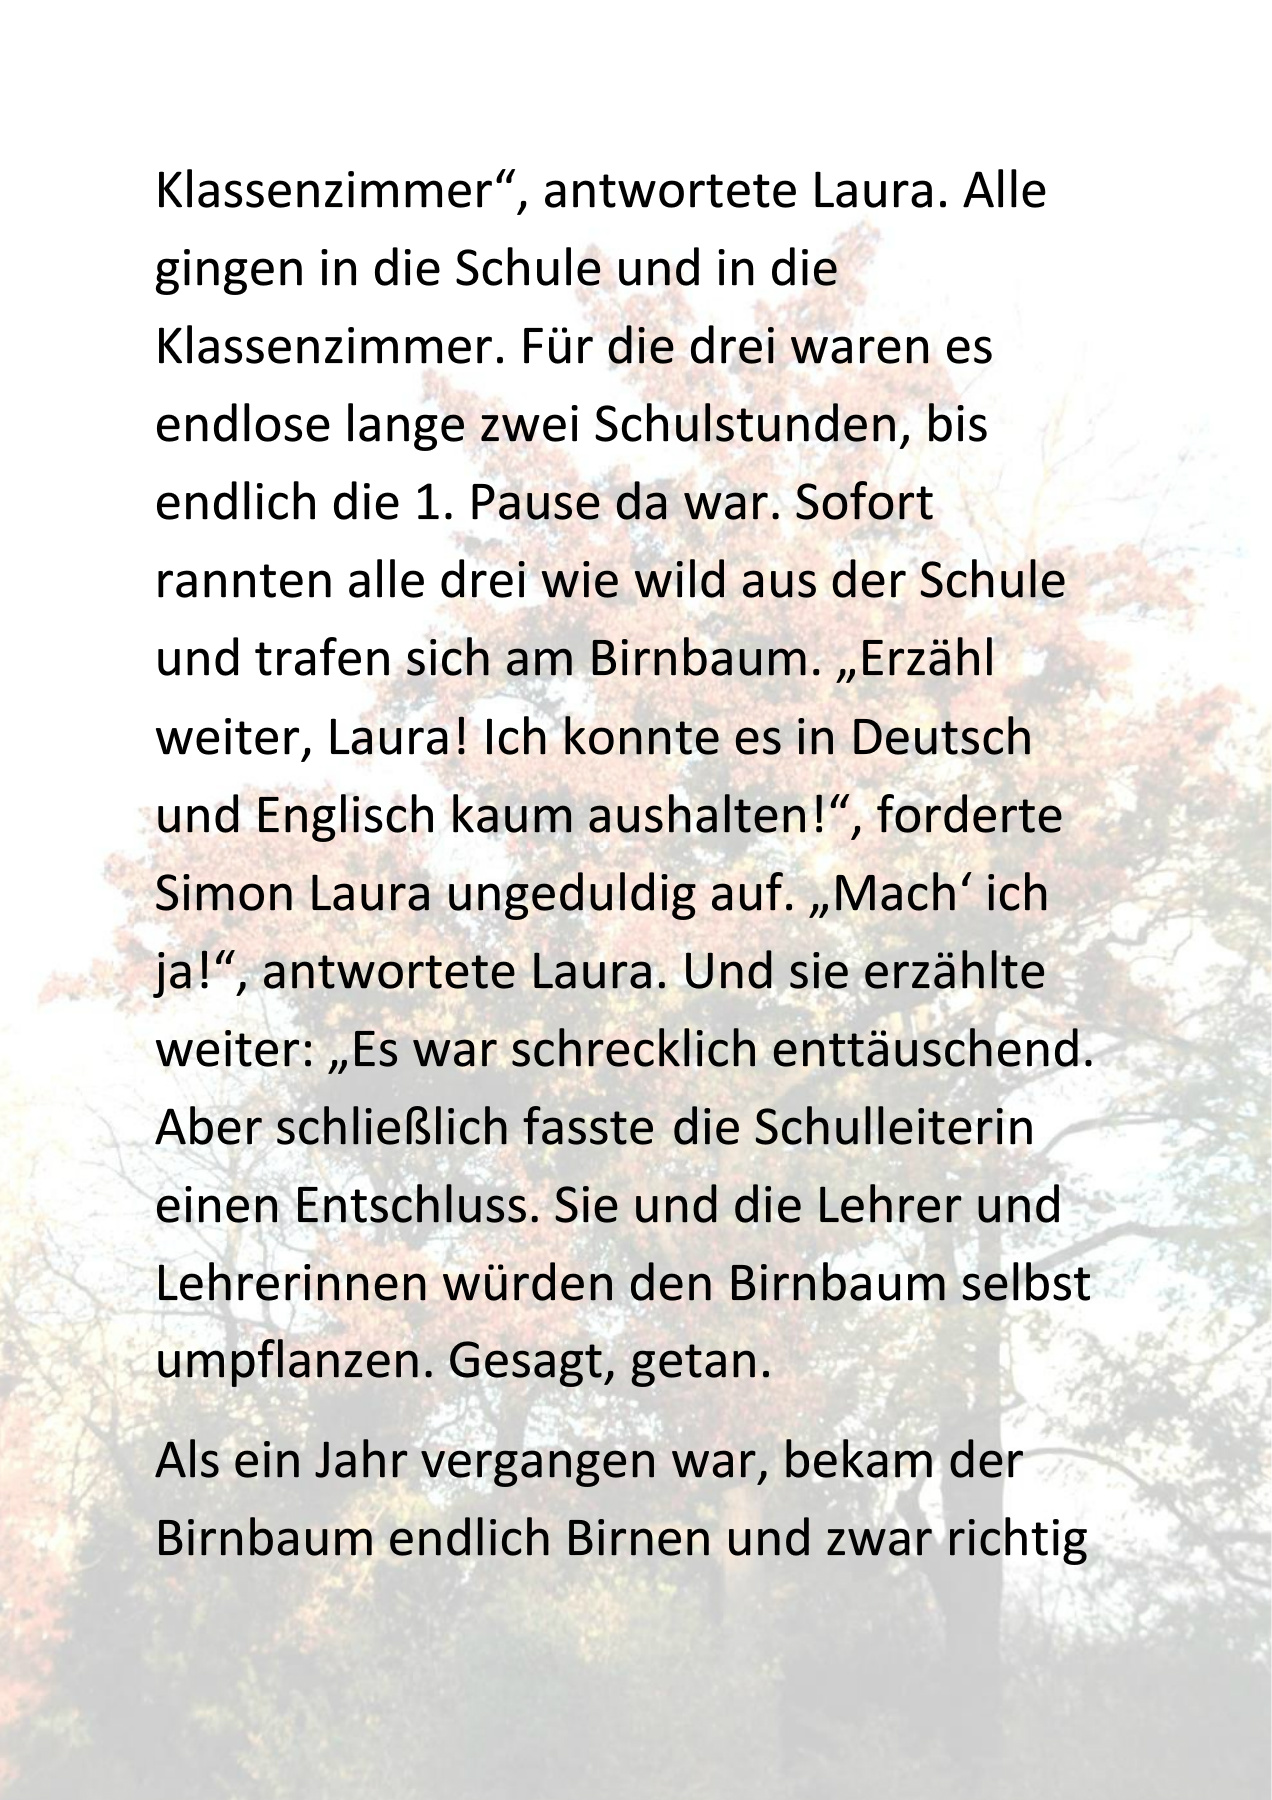 Klassenzimmer“, antwortete Laura. Alle
gingen in die Schule und in die
Klassenzimmer. Für die drei waren es
endlose lange zwei Schulstunden, bis
endlich die 1. Pause da war. Sofort
rannten alle drei wie wild aus der Schule
und trafen sich am Birnbaum. „Erzähl
weiter, Laura! Ich konnte es in Deutsch
und Englisch kaum aushalten!“, forderte
Simon Laura ungeduldig auf. „Mach‘ ich
ja!“, antwortete Laura. Und sie erzählte
weiter: „Es war schrecklich enttäuschend.
Aber schließlich fasste die Schulleiterin
einen Entschluss. Sie und die Lehrer und
Lehrerinnen würden den Birnbaum selbst
umpflanzen. Gesagt, getan.
Als ein Jahr vergangen war, bekam der
Birnbaum endlich Birnen und zwar richtig